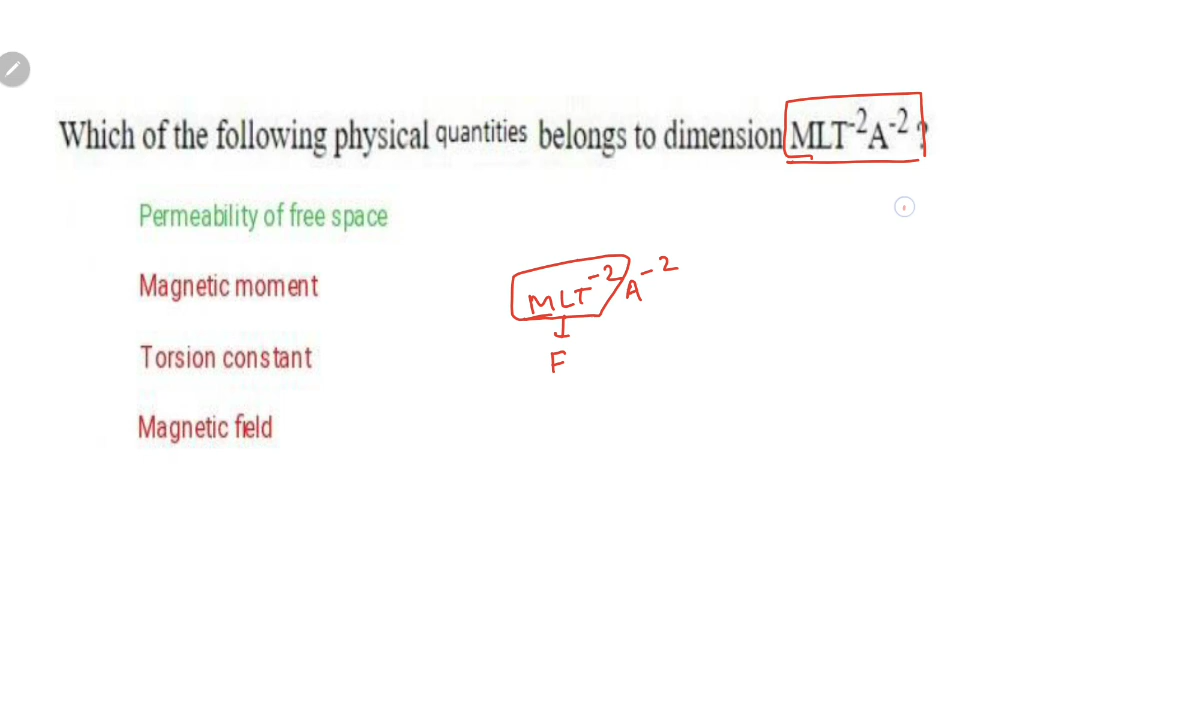 Which of the following physical quantities belongs to dimension MLT⁻²A⁻² ?
Permeability of free space
Magnetic moment
MLT⁻²A⁻²
Torsion constant
F
Magnetic field